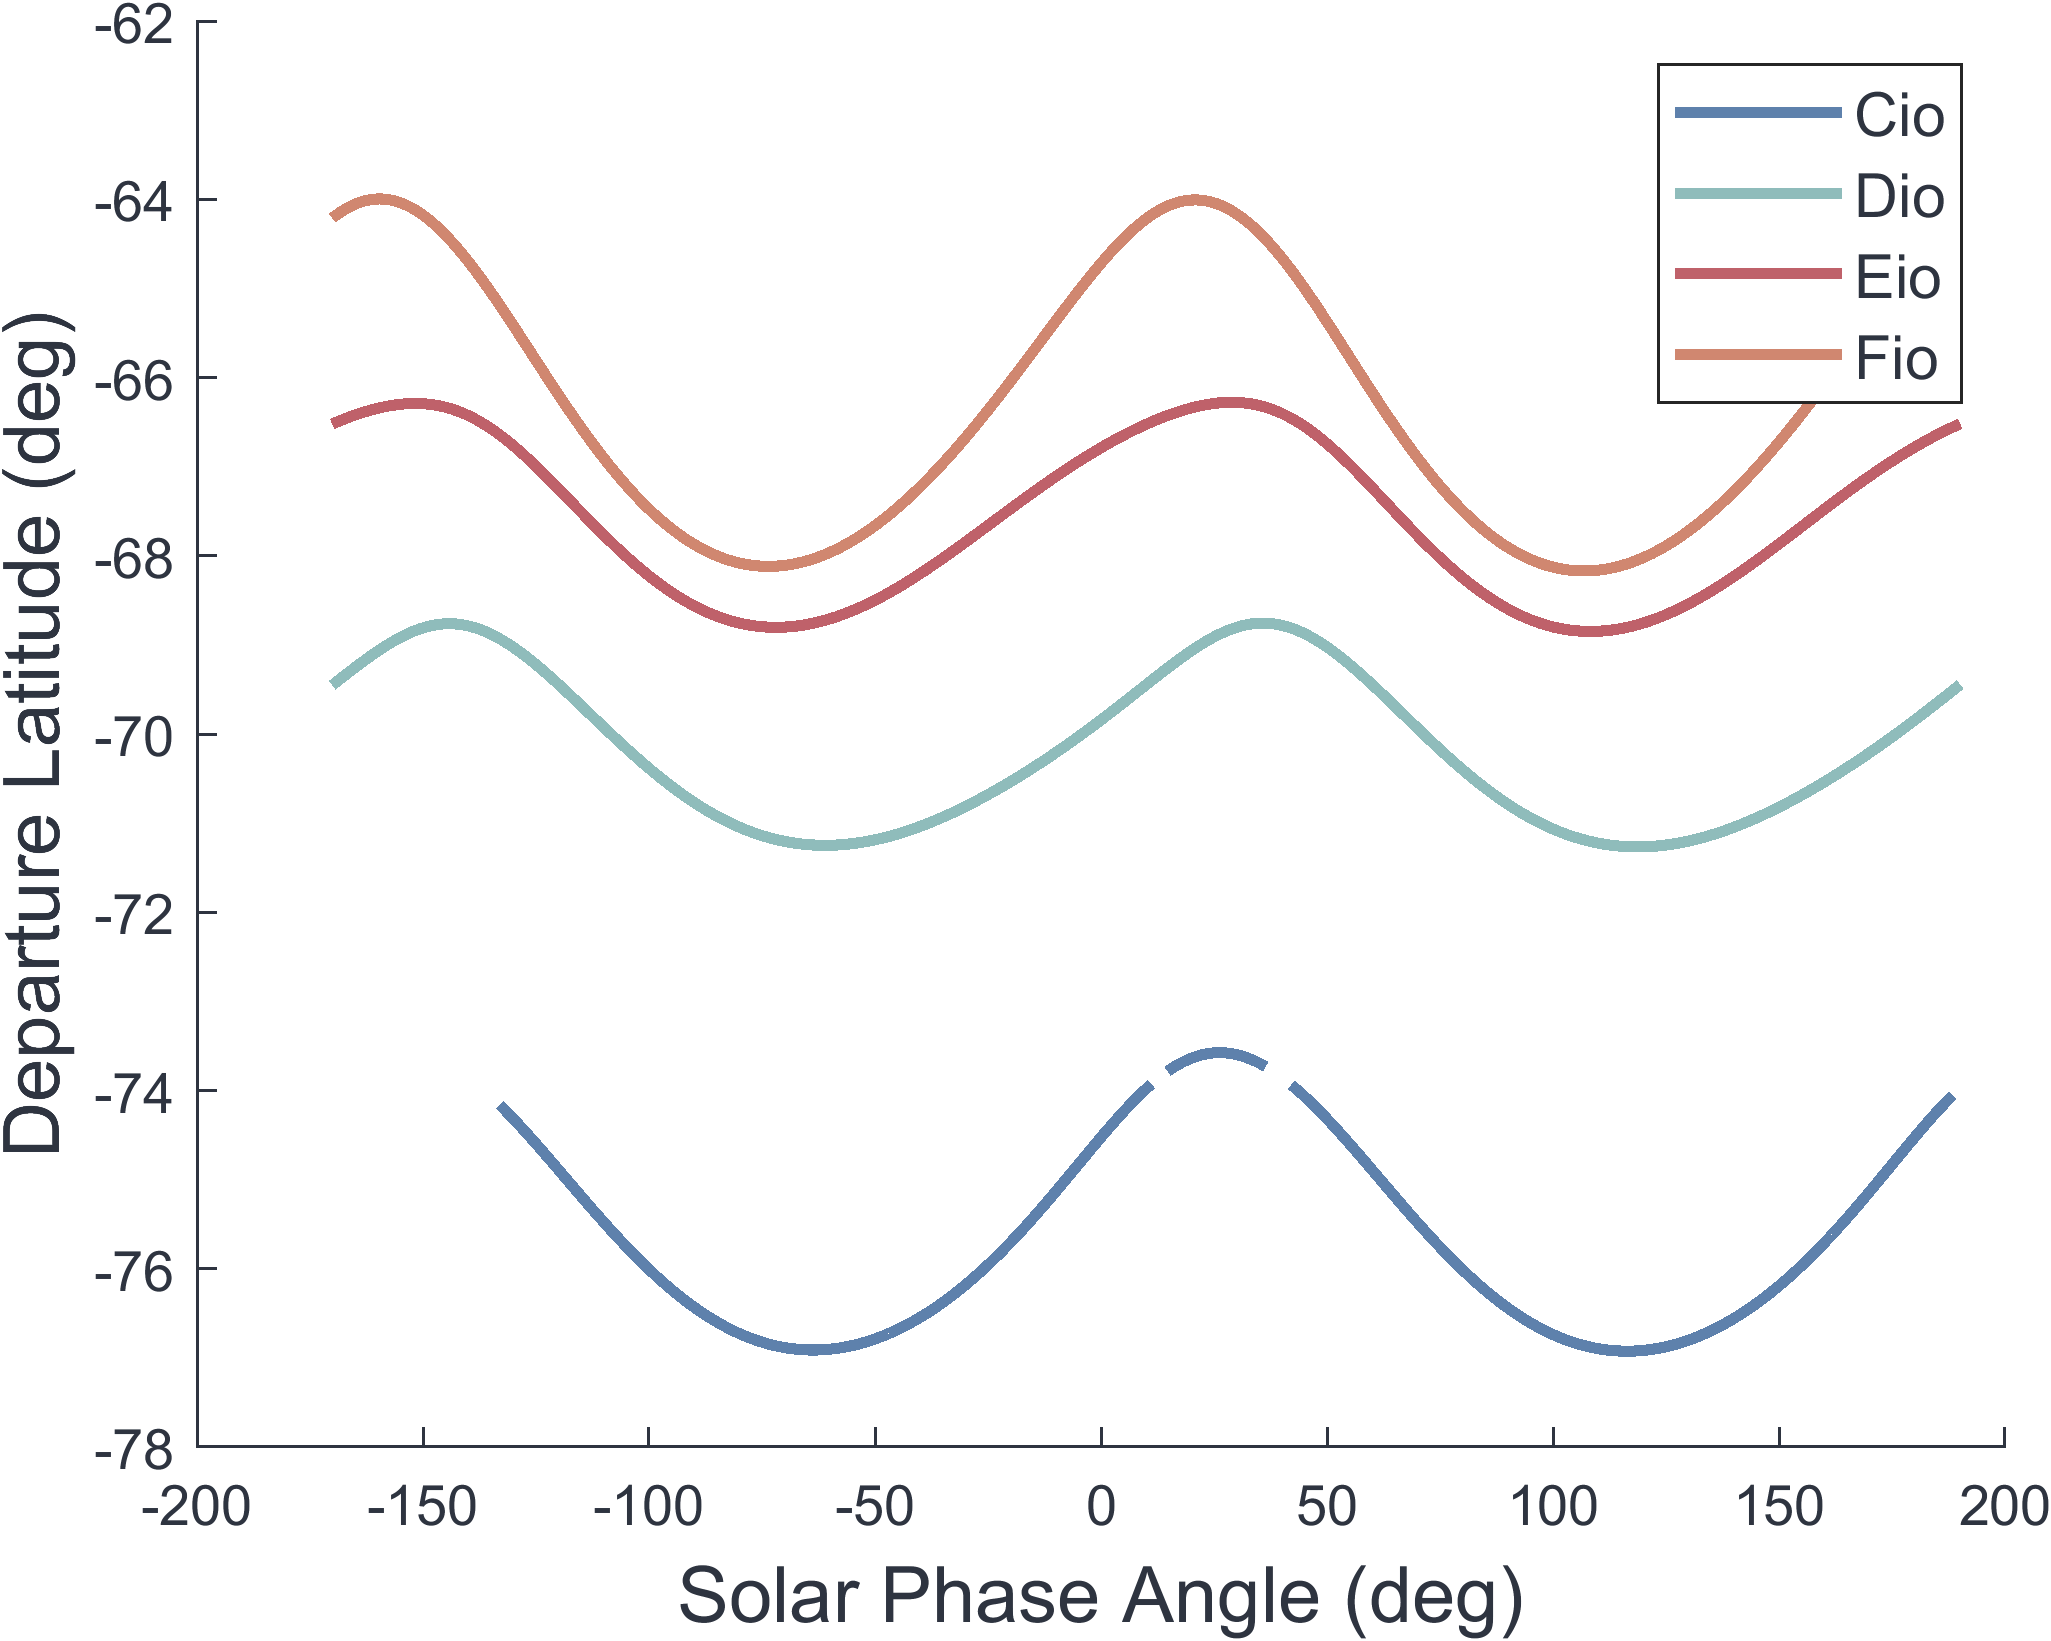 -62
-64
-66
-68
-70
-72
-74
-76
-78
Departure Latitude (deg)
Cio
Dio
Eio
Fio
-200 -150 -100 -50 0 50 100 150 200
Solar Phase Angle (deg)